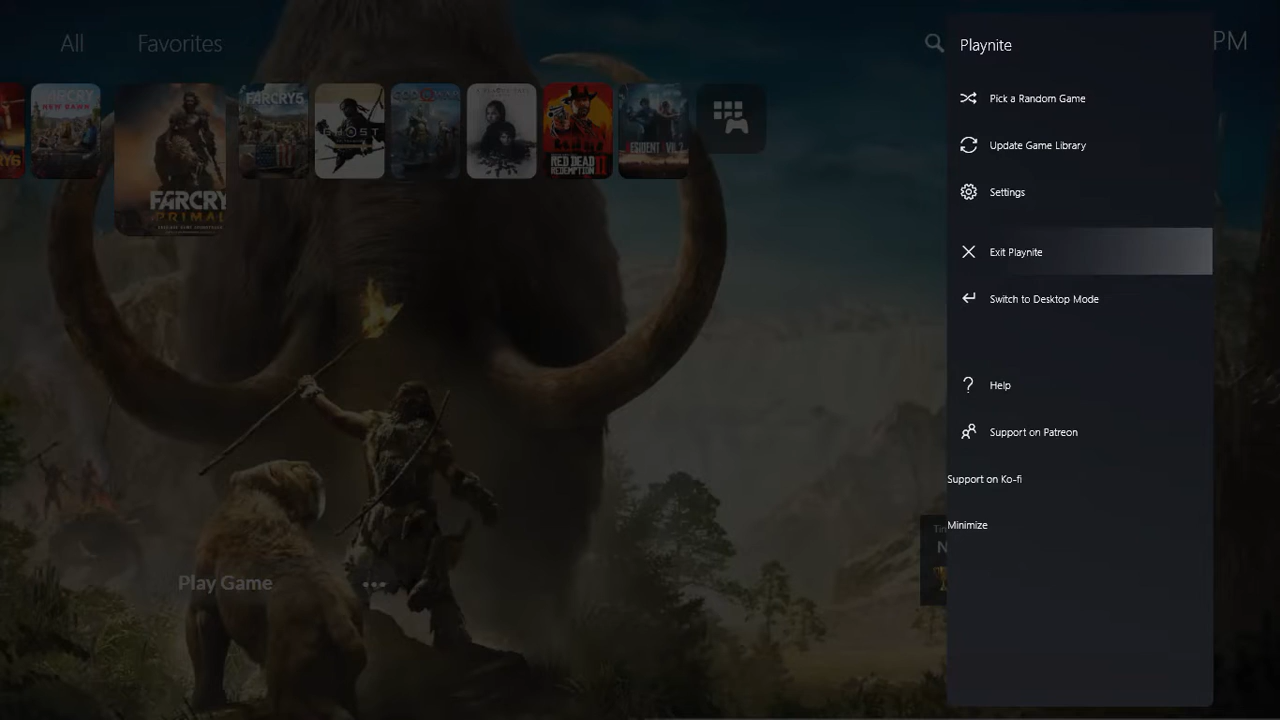 All
Favorites
PM
Playnite
Pick a Random Game
Update Game Library
Settings
Exit Playnite
Switch to Desktop Mode
Help
Support on Patreon
Support on Ko-fi
Minimize
FARCRY
NEW DAWN
FARCRY
PRIMAL
FARCRY5
GHOST
GOD WAR
RED DEAD
REDEMPTION II
Play Game
...
N